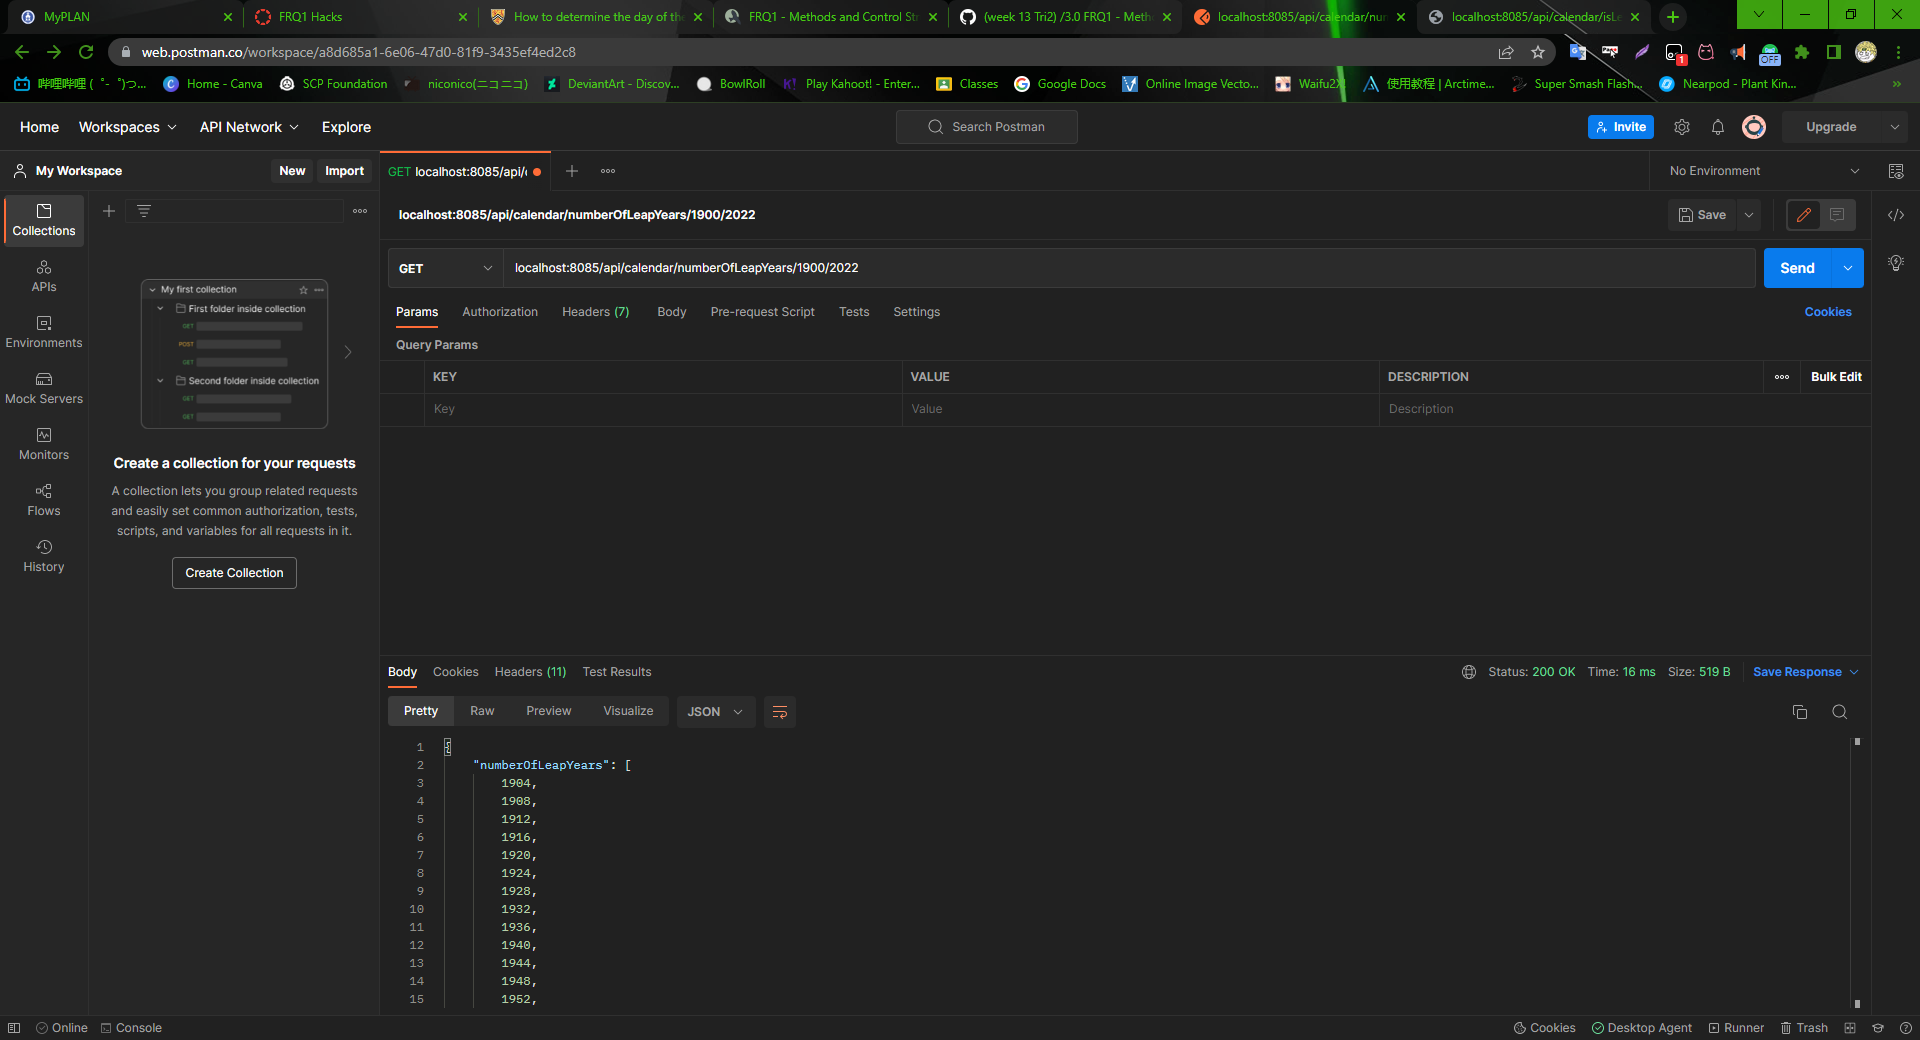 MyPLAN
FRQ1 Hacks
How to determine the day of the
FRQ1 - Methods and Control St
(week 13 Tri2) /3.0 FRQ1 - Meth
localhost:8085/api/calendar/num
localhost:8085/api/calendar/isLe
web.postman.co/workspace/a8d685a1-6e06-47d0-81f9-3435ef4ed2c8
1
OFF
哔哩哔哩 (゜-゜)つ...
Home - Canva
SCP Foundation
niconico(ニコニコ)
DeviantArt - Discov...
BowlRoll
Play Kahoot! - Enter...
Classes
Google Docs
Online Image Vecto...
Waifu2X
使用教程 | Arctime...
Super Smash Flash...
Nearpod - Plant Kin...
Home
Workspaces
API Network
Explore
Search Postman
Invite
Upgrade
My Workspace
New
Import
GET localhost:8085/api/c
No Environment
Collections
APIs
Environments
Mock Servers
Monitors
Flows
History
My first collection
First folder inside collection
GET
POST
GET
Second folder inside collection
GET
GET
Create a collection for your requests
A collection lets you group related requests
and easily set common authorization, tests,
scripts, and variables for all requests in it.
Create Collection
localhost:8085/api/calendar/numberOfLeapYears/1900/2022
Save
GET
localhost:8085/api/calendar/numberOfLeapYears/1900/2022
Send
Params
Authorization
Headers (7)
Body
Pre-request Script
Tests
Settings
Cookies
Query Params
KEY
VALUE
DESCRIPTION
Bulk Edit
Key
Value
Description
Body
Cookies
Headers (11)
Test Results
Status: 200 OK
Time: 16 ms
Size: 519 B
Save Response
Pretty
Raw
Preview
Visualize
JSON
1 {
2 "numberOfLeapYears": [
3 1904,
4 1908,
5 1912,
6 1916,
7 1920,
8 1924,
9 1928,
10 1932,
11 1936,
12 1940,
13 1944,
14 1948,
15 1952,
Online
Console
Cookies
Desktop Agent
Runner
Trash